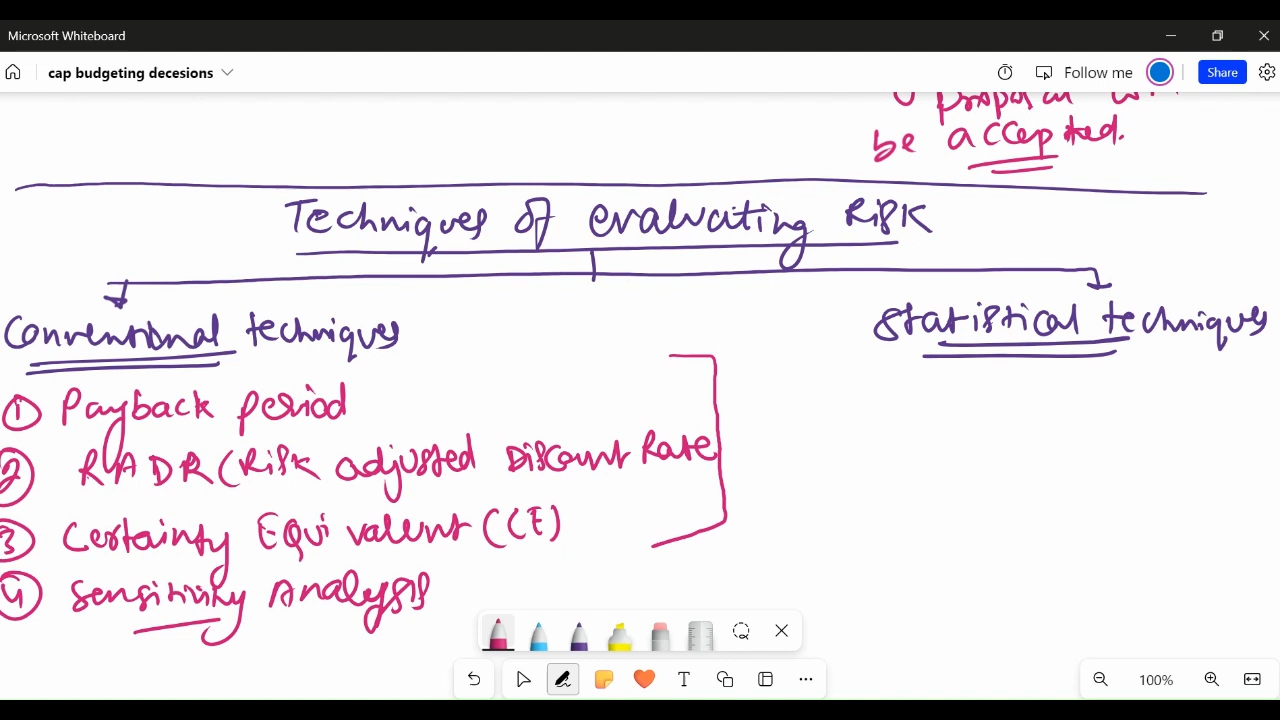 Microsoft Whiteboard
cap budgeting decesions
Follow me
Share
be accepted.
Techniques of evaluating Risk
Conventional techniques
Statistical techniques
① Payback period
② RADR (Risk adjusted Discount Rate
③ Certainty Equivalent (CE)
④ Sensitivity Analysis
100%